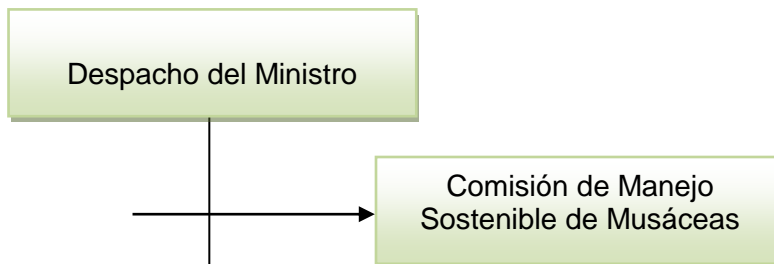 Despacho del Ministro
Comisión de Manejo
Sostenible de Musáceas